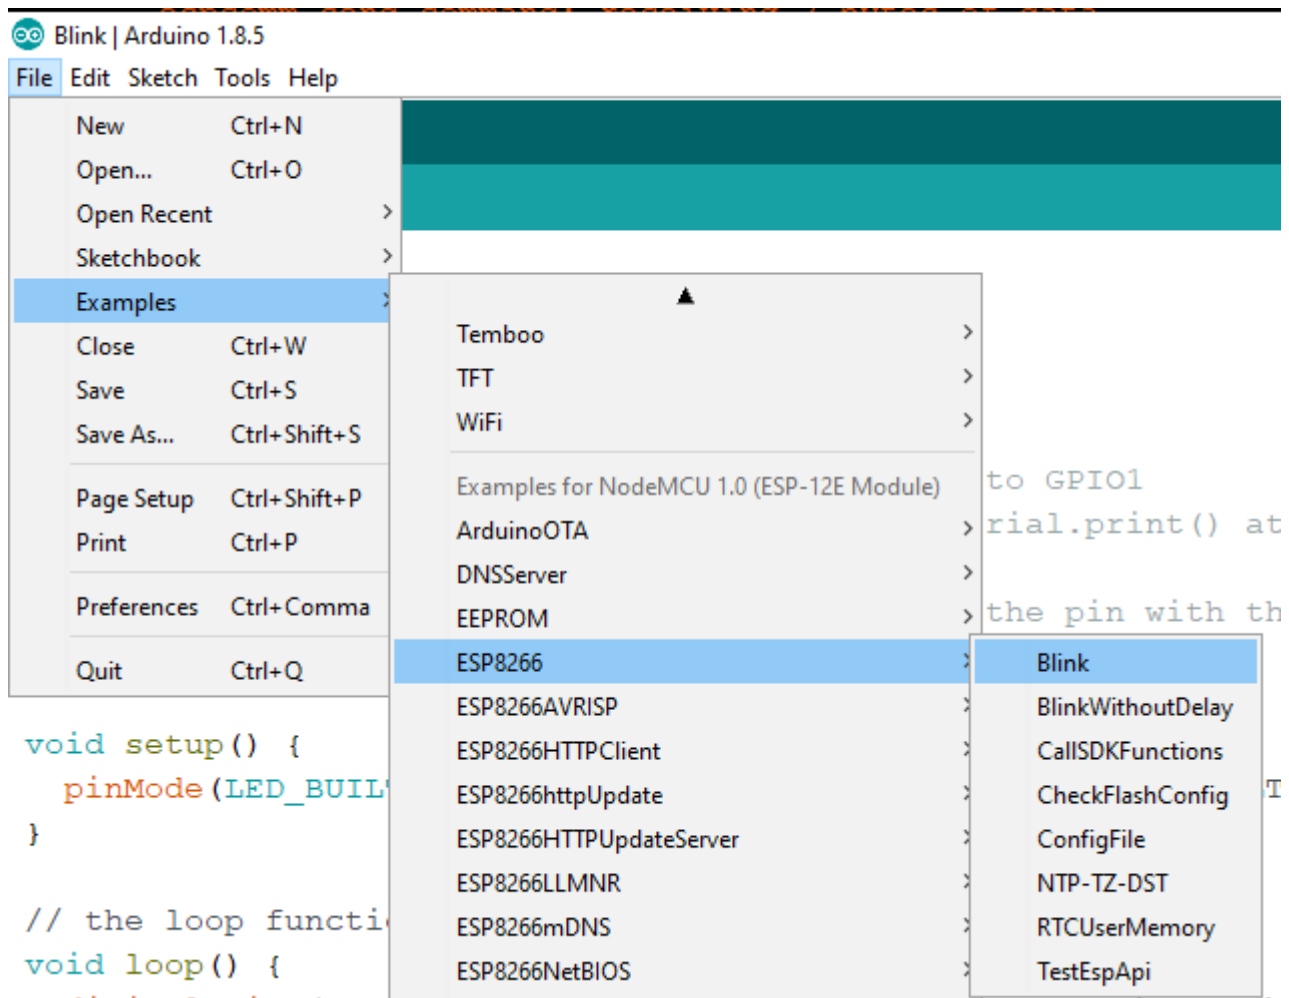 Blink | Arduino 1.8.5
File Edit Sketch Tools Help
New Ctrl+N
Open... Ctrl+O
Open Recent
Sketchbook
Examples
Close Ctrl+W
Save Ctrl+S
Save As... Ctrl+Shift+S
Page Setup Ctrl+Shift+P
Print Ctrl+P
Preferences Ctrl+Comma
Quit Ctrl+Q
Temboo
TFT
WiFi
Examples for NodeMCU 1.0 (ESP-12E Module)
ArduinoOTA
DNSServer
EEPROM
ESP8266
ESP8266AVRISP
ESP8266HTTPClient
ESP8266httpUpdate
ESP8266HTTPUpdateServer
ESP8266LLMNR
ESP8266mDNS
ESP8266NetBIOS
Blink
BlinkWithoutDelay
CallSDKFunctions
CheckFlashConfig
ConfigFile
NTP-TZ-DST
RTCUserMemory
TestEspApi
to GPIO1
rial.print() at
the pin with th
void setup() {
pinMode(LED_BUIL
}
// the loop functi
void loop() {